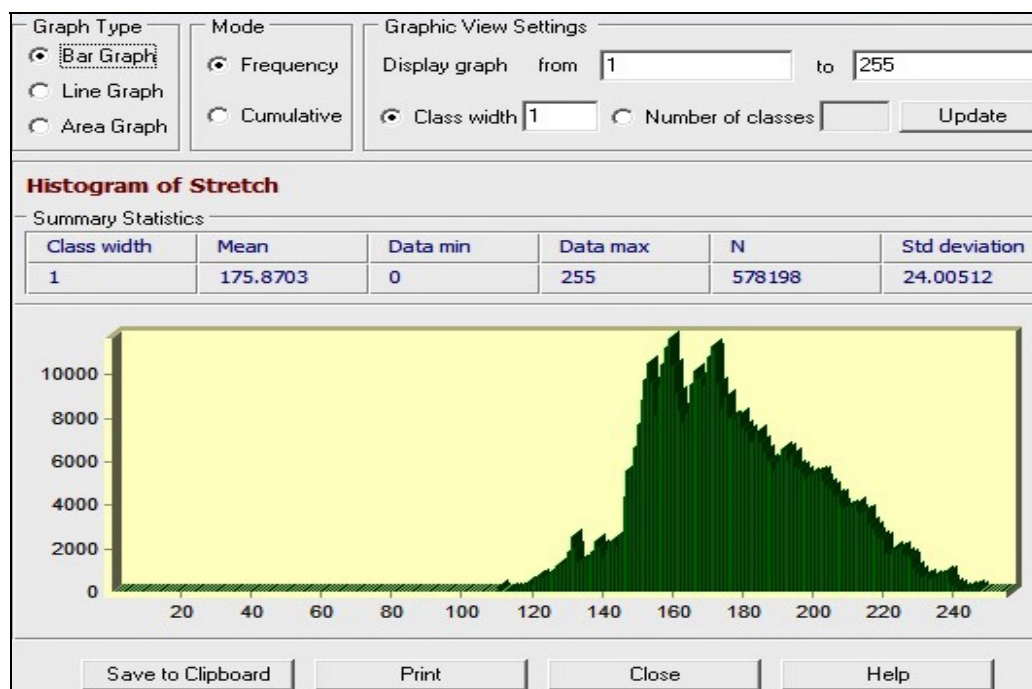 Graph Type
Bar Graph
Line Graph
Area Graph
Mode
Frequency
Cumulative
Graphic View Settings
Display graph from 1 to 255
Class width 1 Number of classes Update
Histogram of Stretch
Summary Statistics
Class width Mean Data min Data max N Std deviation
1 175.8703 0 255 578198 24.00512
10000
8000
6000
4000
2000
0
20 40 60 80 100 120 140 160 180 200 220 240
Save to Clipboard Print Close Help